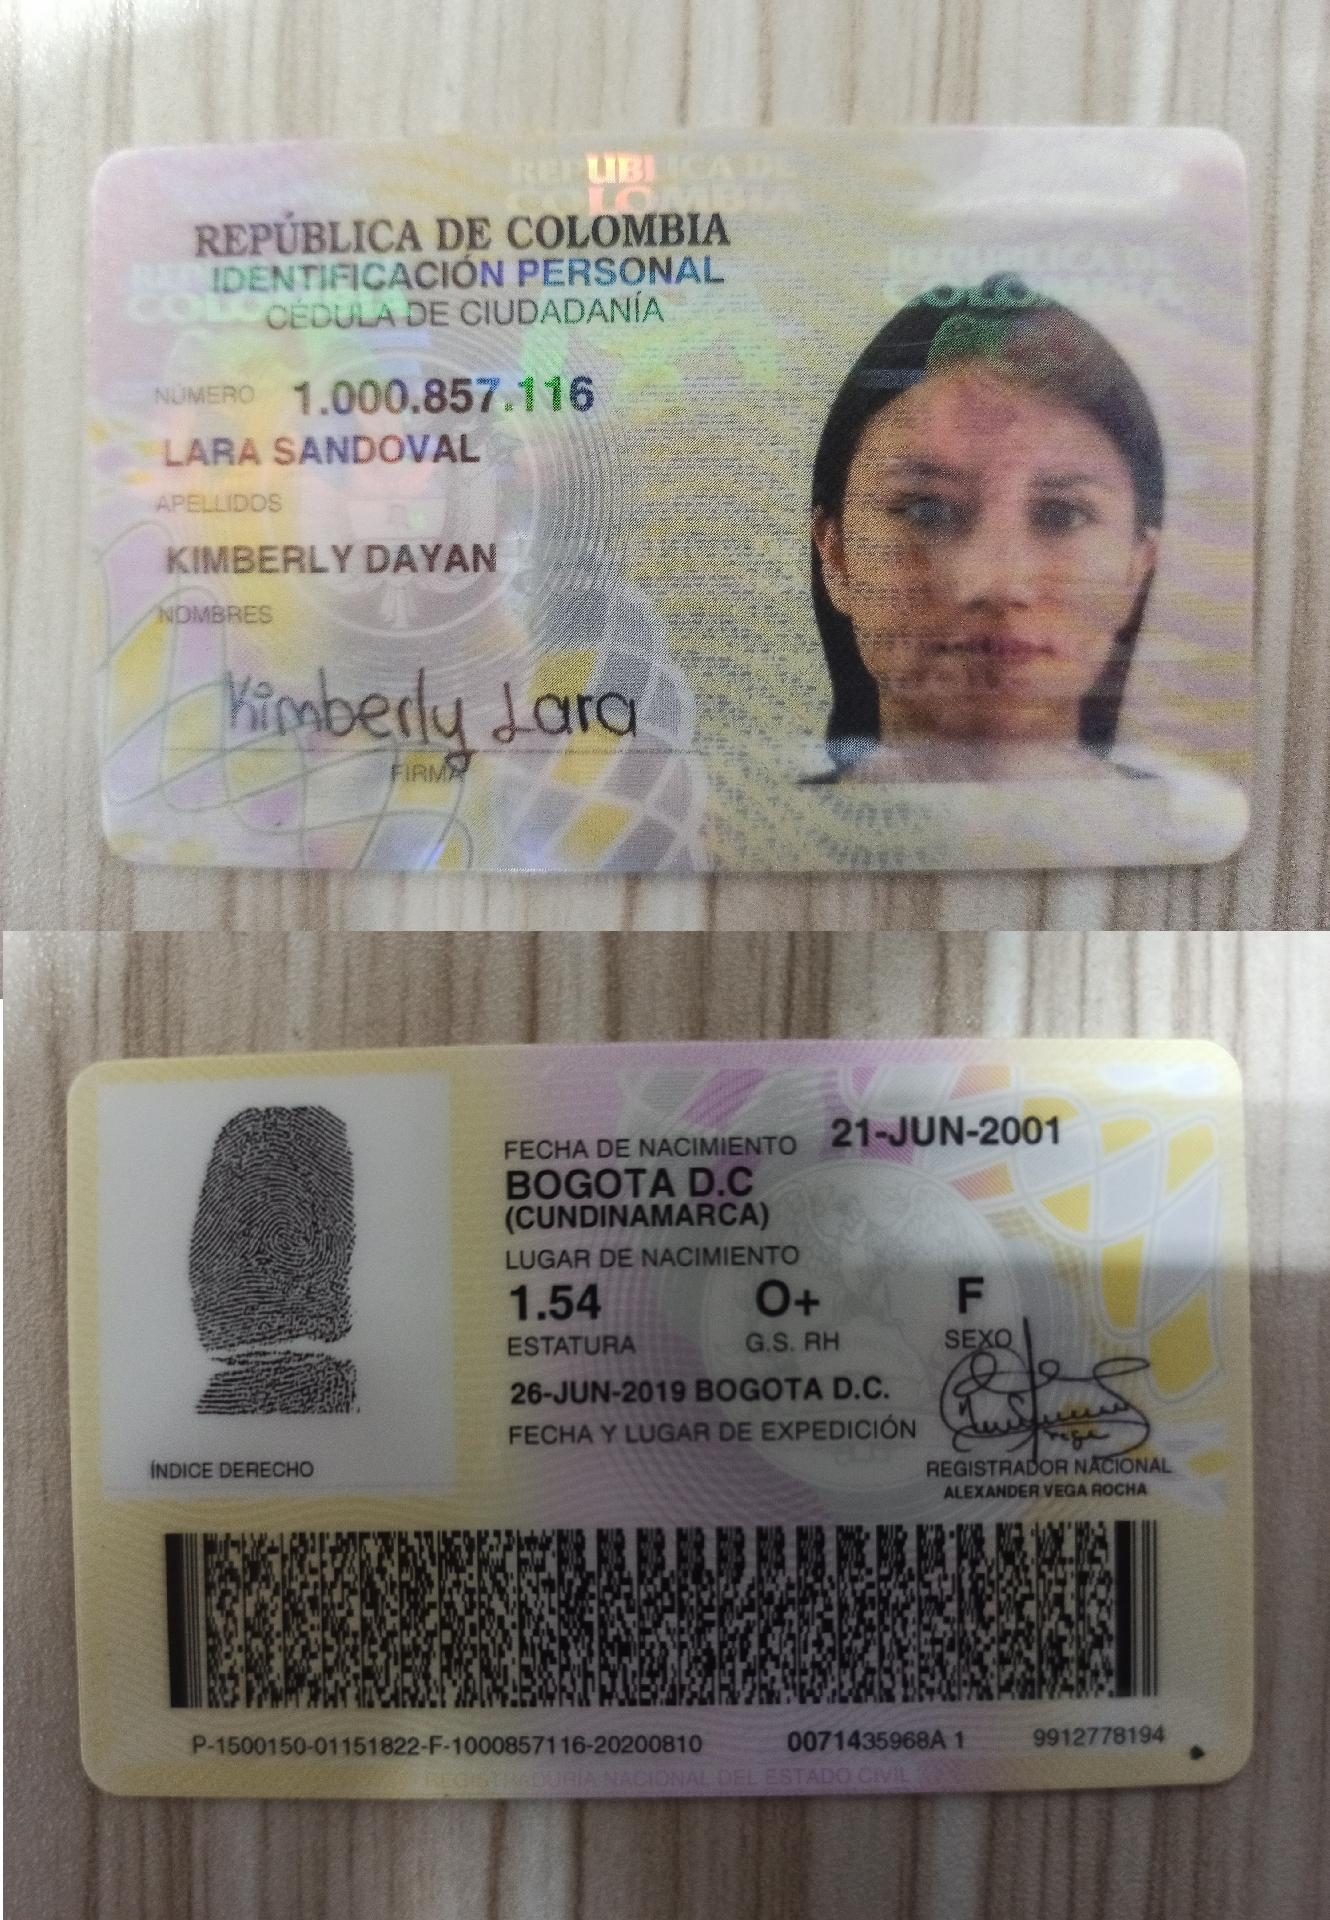 REPÚBLICA DE COLOMBIA
REPÚBLICA DE COLOMBIA
IDENTIFICACIÓN PERSONAL
CÉDULA DE CIUDADANÍA
NÚMERO 1.000.857.116
LARA SANDOVAL
APELLIDOS
KIMBERLY DAYAN
NOMBRES
Kimberly Lara
FIRMA
FECHA DE NACIMIENTO 21-JUN-2001
BOGOTA D.C
(CUNDINAMARCA)
LUGAR DE NACIMIENTO
1.54 O+ F
ESTATURA G.S. RH SEXO
26-JUN-2019 BOGOTA D.C.
FECHA Y LUGAR DE EXPEDICIÓN
ÍNDICE DERECHO
REGISTRADOR NACIONAL
ALEXANDER VEGA ROCHA
P-1500150-01151822-F-1000857116-20200810 0071435968A 1 9912778194
REGISTRADURÍA NACIONAL DEL ESTADO CIVIL